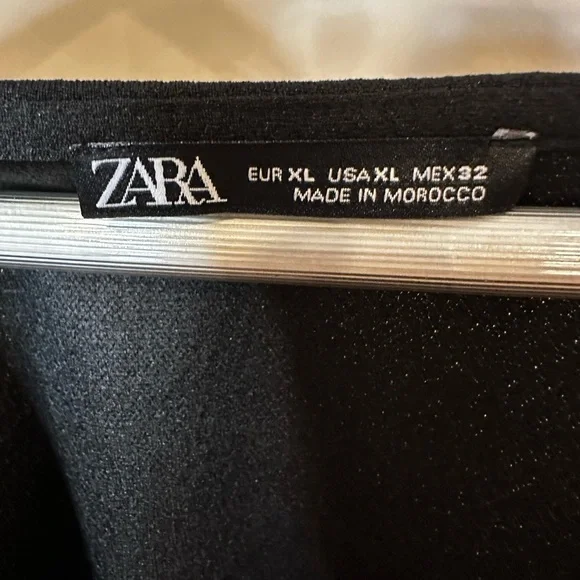 ZARA
EUR XL USA XL MEX 32
MADE IN MOROCCO